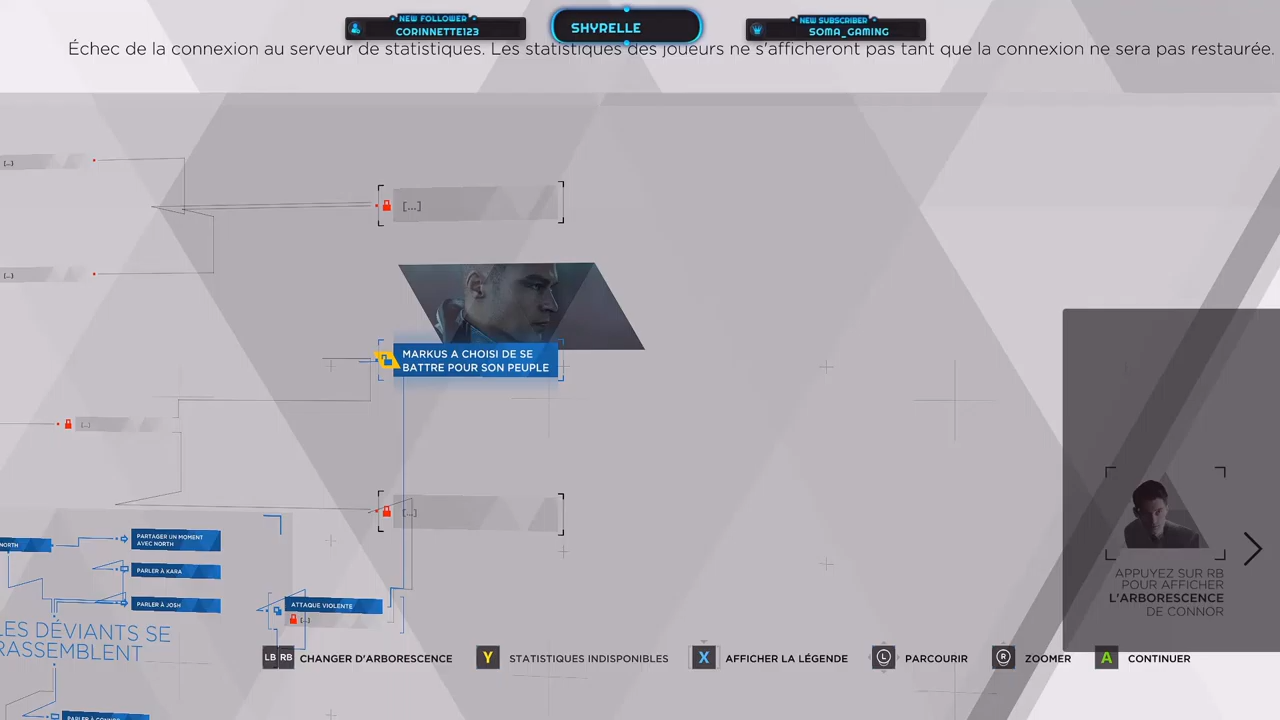 NEW FOLLOWER
CORINNETTE123
SHYRELLE
NEW SUBSCRIBER
SOMA_GAMING
Échec de la connexion au serveur de statistiques. Les statistiques des joueurs ne s'afficheront pas tant que la connexion ne sera pas restaurée.
[...]
[...]
[...]
MARKUS A CHOISI DE SE
BATTRE POUR SON PEUPLE
[...]
[...]
NORTH
PARTAGER UN MOMENT
AVEC NORTH
PARLER À KARA
PARLER À JOSH
ATTAQUE VIOLENTE
[...]
LES DÉVIANTS SE
RASSEMBLENT
PARLER À CONNOR
APPUYEZ SUR RB
POUR AFFICHER
L'ARBORESCENCE
DE CONNOR
LB RB CHANGER D'ARBORESCENCE
Y STATISTIQUES INDISPONIBLES
X AFFICHER LA LÉGENDE
L PARCOURIR
R ZOOMER
A CONTINUER